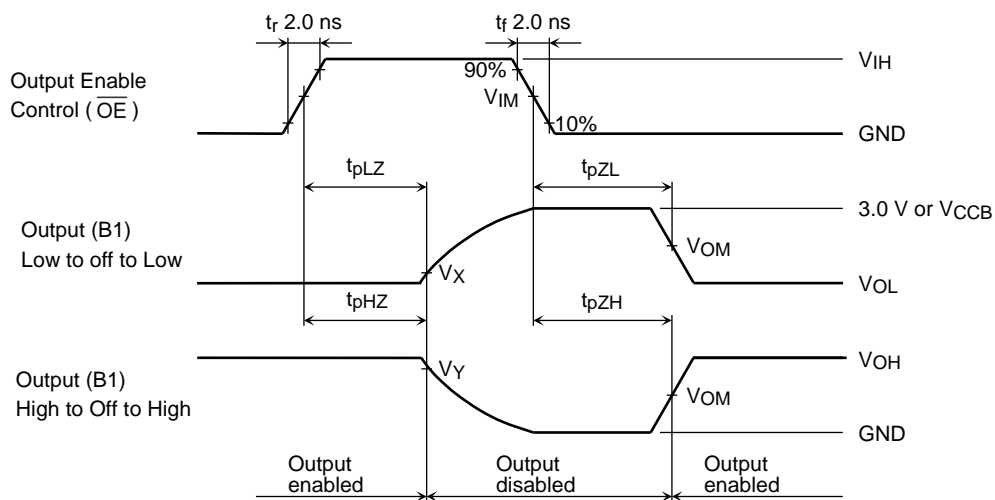 tr 2.0 ns
tf 2.0 ns
Output Enable
Control ( OE )
90%
VIM
10%
VIH
GND
tpLZ
tpZL
Output (B1)
Low to off to Low
VX
VOM
3.0 V or VCCB
VOL
tpHZ
tpZH
Output (B1)
High to Off to High
VY
VOM
VOH
GND
Output
enabled
Output
disabled
Output
enabled